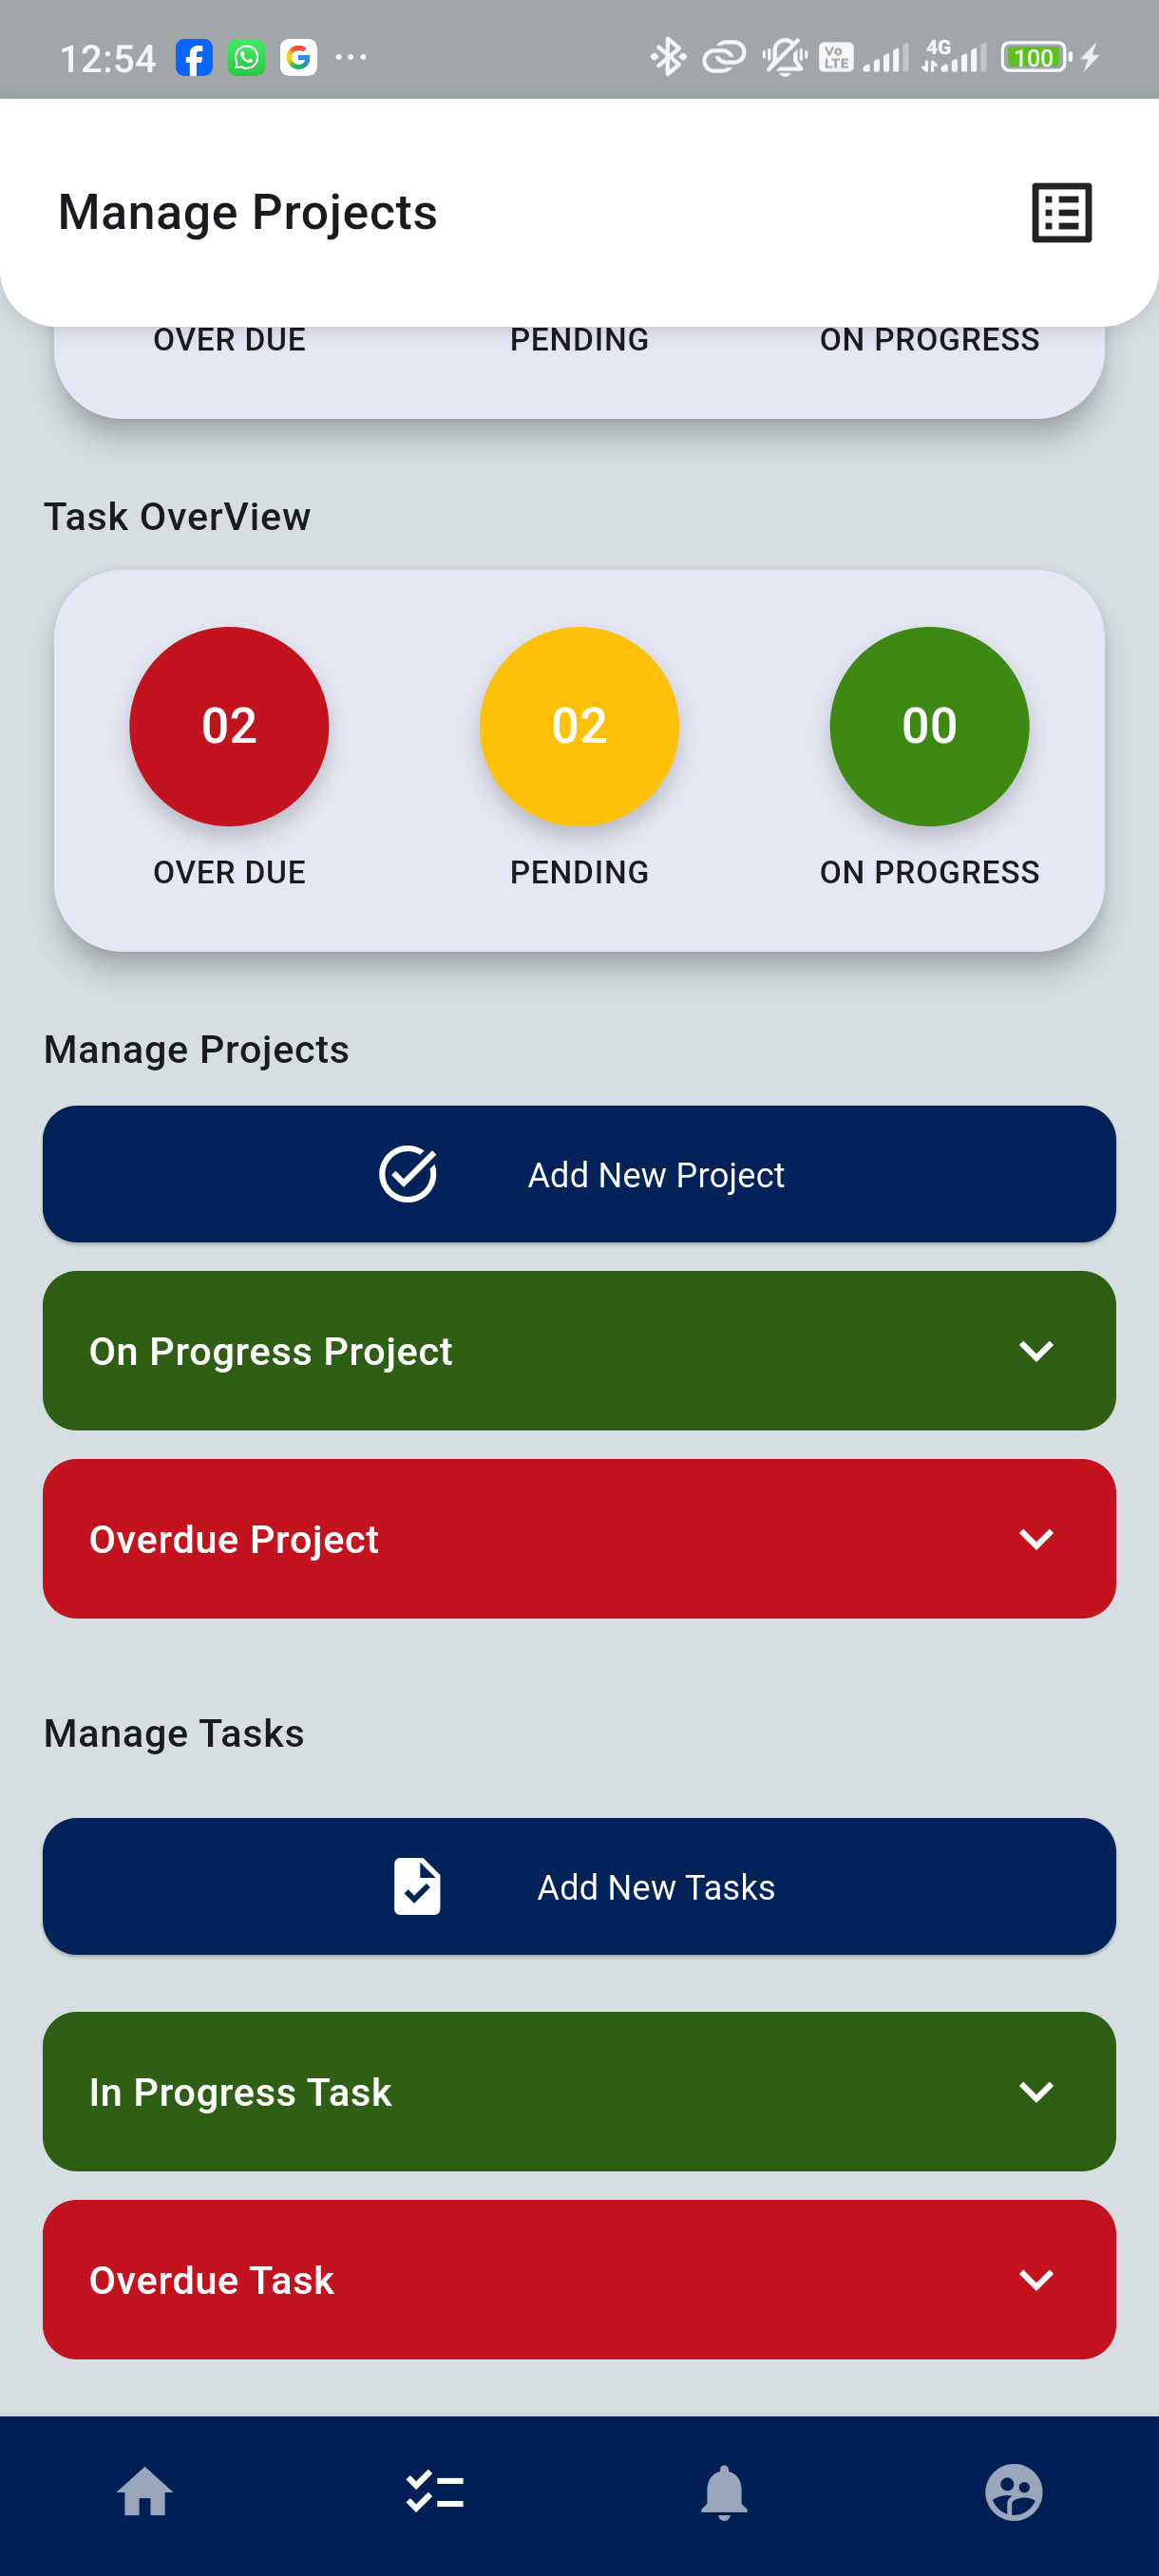 12:54
Vo LTE
4G
100
Manage Projects
OVER DUE PENDING ON PROGRESS
Task OverView
02 02 00
OVER DUE PENDING ON PROGRESS
Manage Projects
Add New Project
On Progress Project
Overdue Project
Manage Tasks
Add New Tasks
In Progress Task
Overdue Task